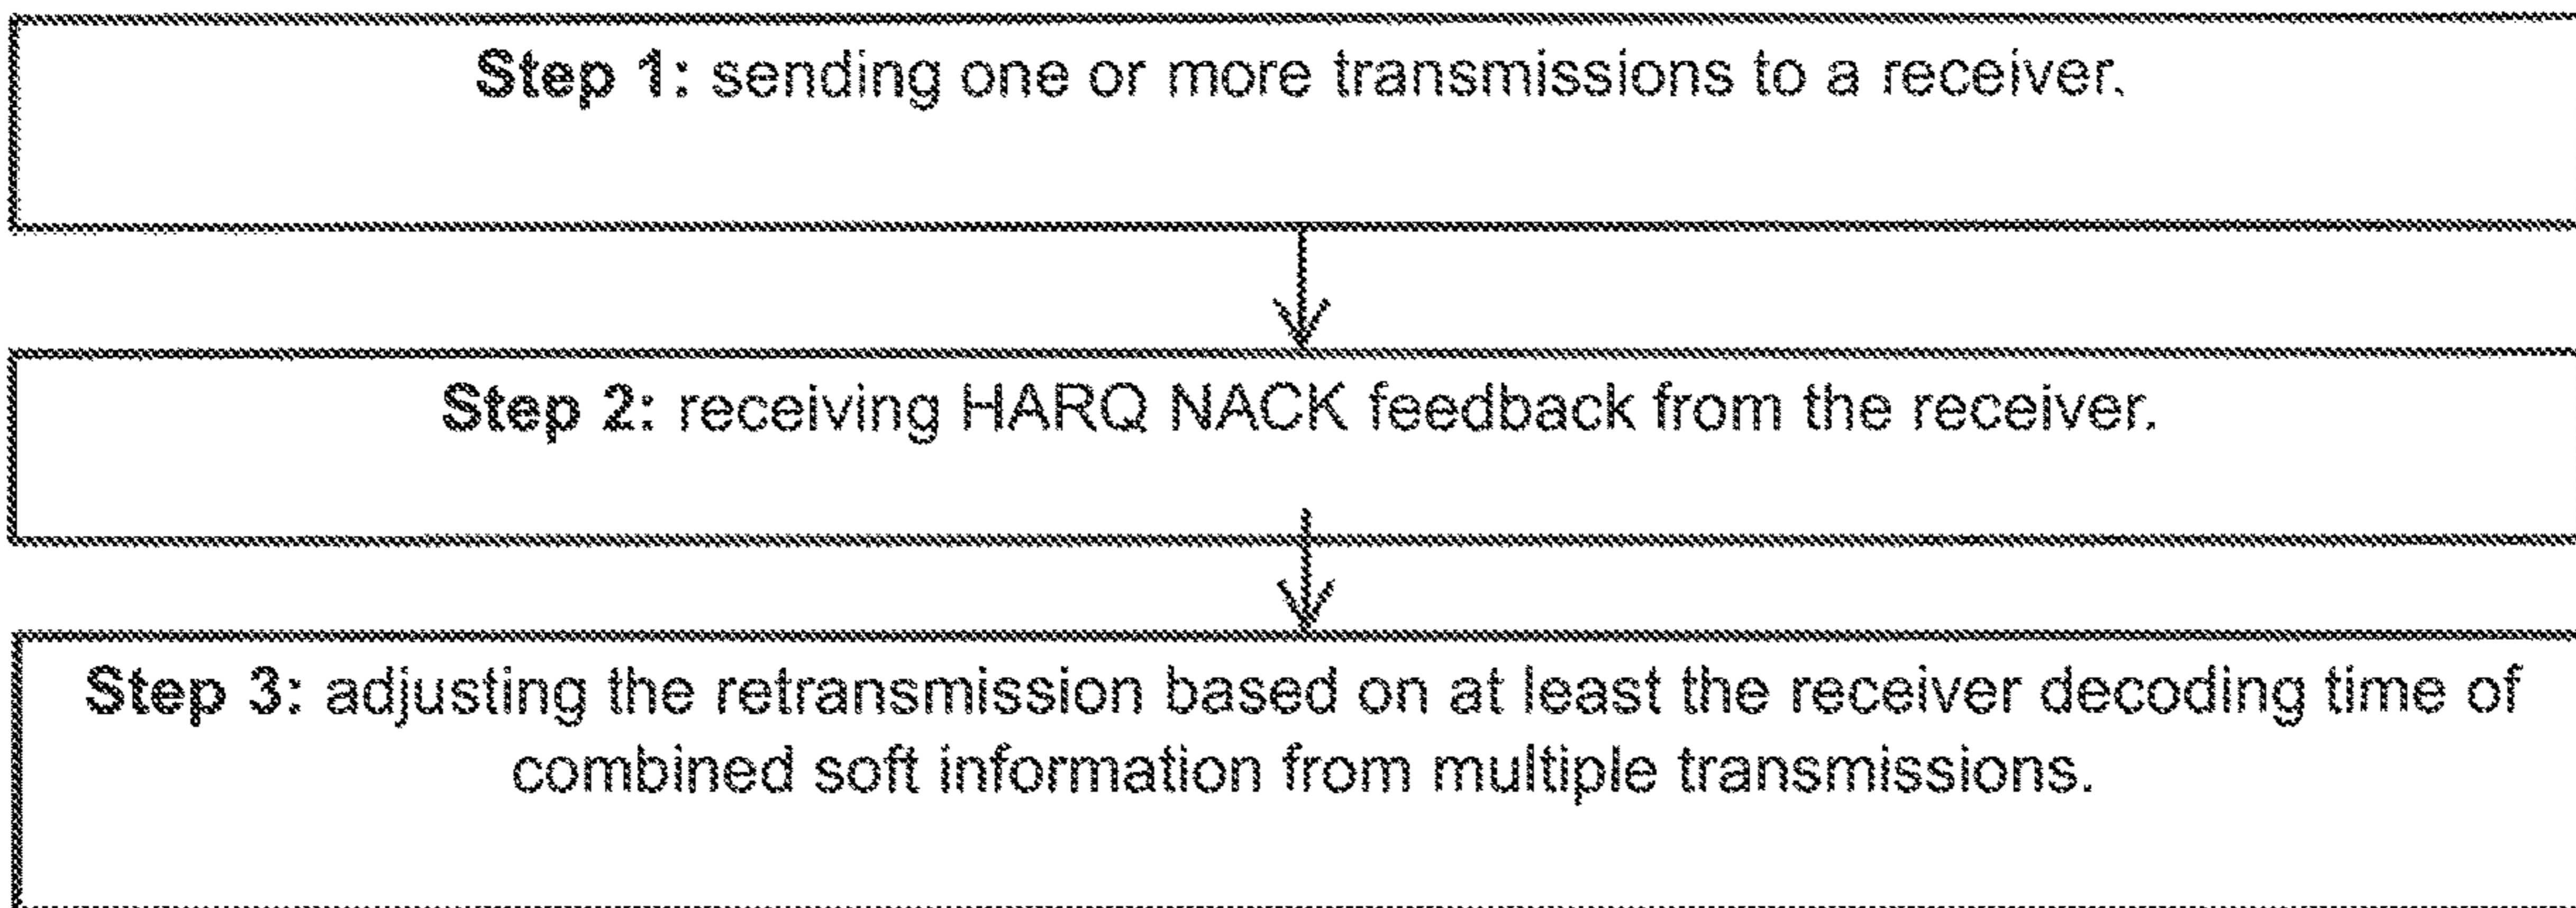 Step 1: sending one or more transmissions to a receiver.
Step 2: receiving HARQ NACK feedback from the receiver.
Step 3: adjusting the retransmission based on at least the receiver decoding time of
combined soft information from multiple transmissions.